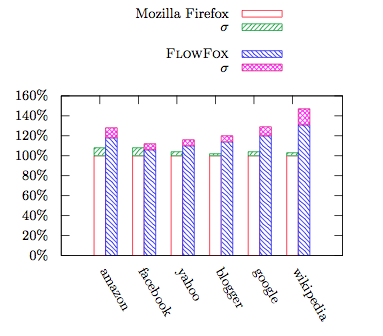 Mozilla Firefox
σ
FLOWFOX
σ
160%
140%
120%
100%
80%
60%
40%
20%
0%
amazon
facebook
yahoo
blogger
google
wikipedia